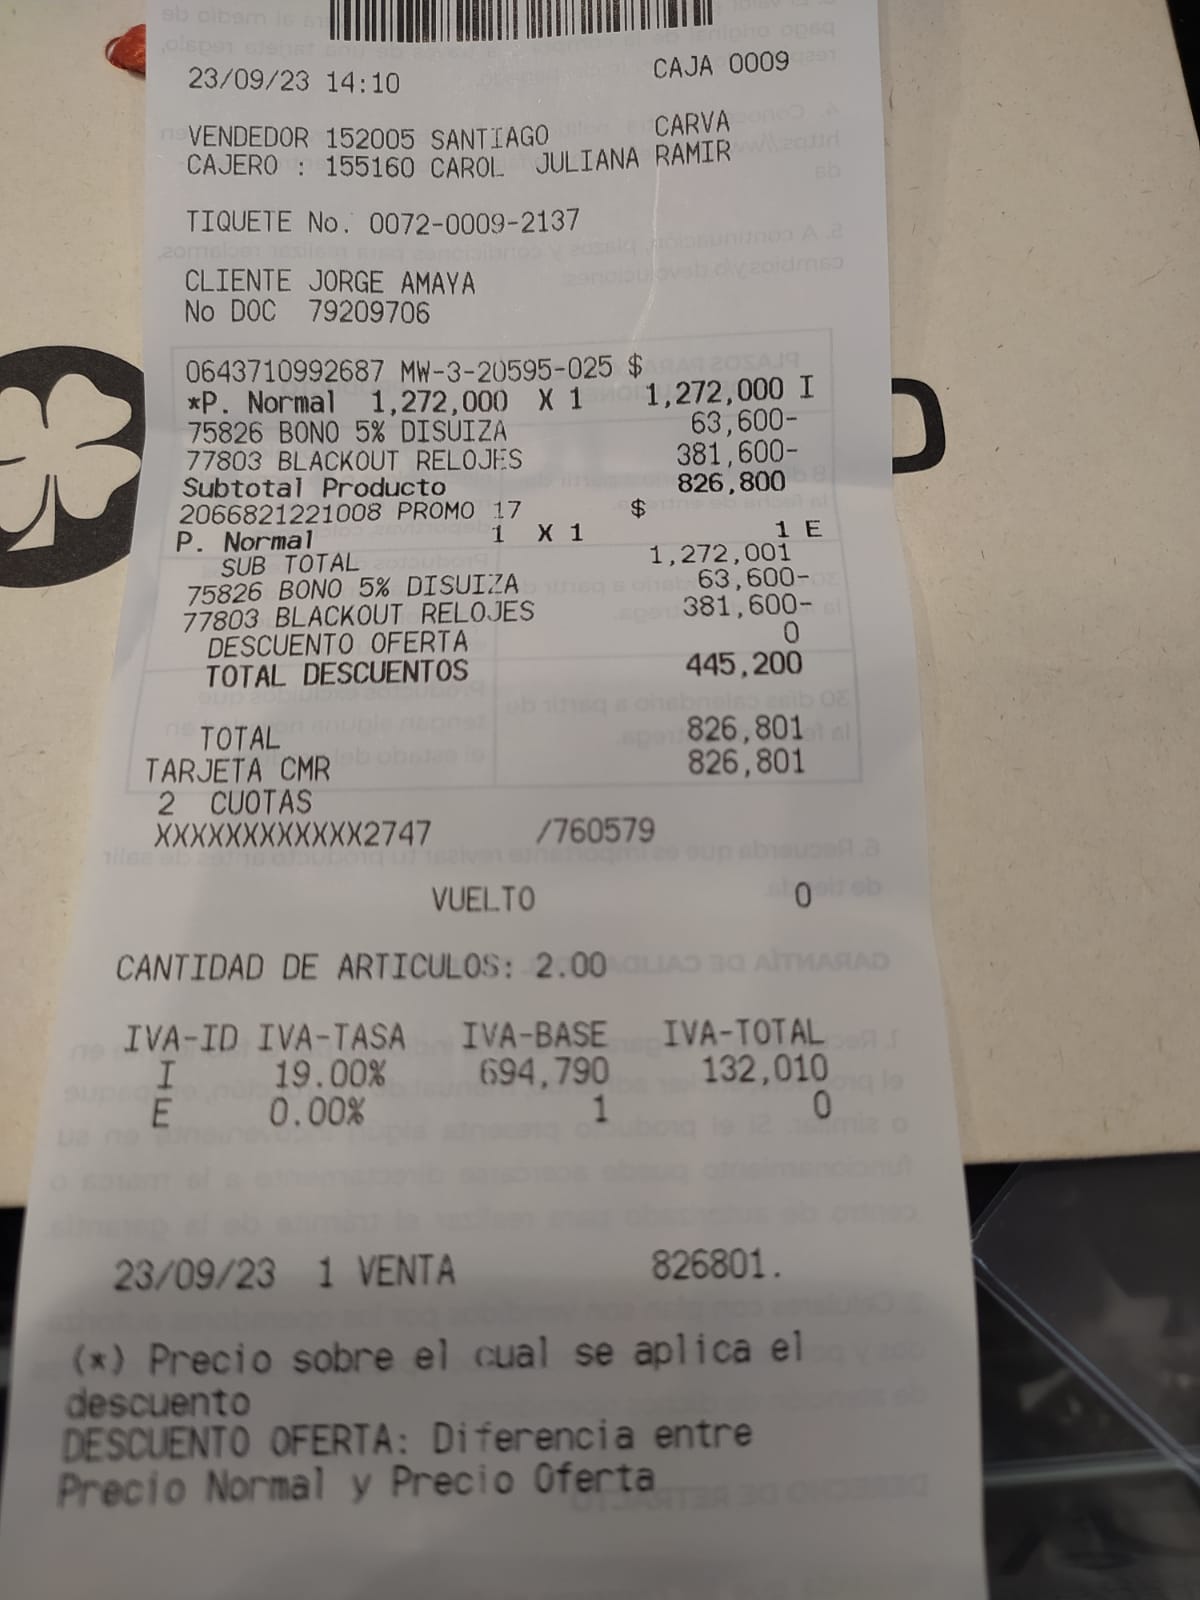 23/09/23 14:10 CAJA 0009
VENDEDOR 152005 SANTIAGO CARVA
CAJERO : 155160 CAROL JULIANA RAMIR
TIQUETE No. 0072-0009-2137
CLIENTE JORGE AMAYA
No DOC 79209706
0643710992687 MW-3-20595-025 $
*P. Normal 1,272,000 X 1 1,272,000 I
75826 BONO 5% DISUIZA 63,600-
77803 BLACKOUT RELOJES 381,600-
Subtotal Producto 826,800
2066821221008 PROMO 17 $
P. Normal 1 X 1 1 E
SUB TOTAL 1,272,001
75826 BONO 5% DISUIZA 63,600-
77803 BLACKOUT RELOJES 381,600-
DESCUENTO OFERTA 0
TOTAL DESCUENTOS 445,200
TOTAL 826,801
TARJETA CMR 826,801
2 CUOTAS
XXXXXXXXXXXX2747 /760579
VUELTO 0
CANTIDAD DE ARTICULOS: 2.00
IVA-ID IVA-TASA IVA-BASE IVA-TOTAL
I 19.00% 694,790 132,010
E 0.00% 1 0
23/09/23 1 VENTA 826801.
(*) Precio sobre el cual se aplica el
descuento
DESCUENTO OFERTA: Diferencia entre
Precio Normal y Precio Oferta